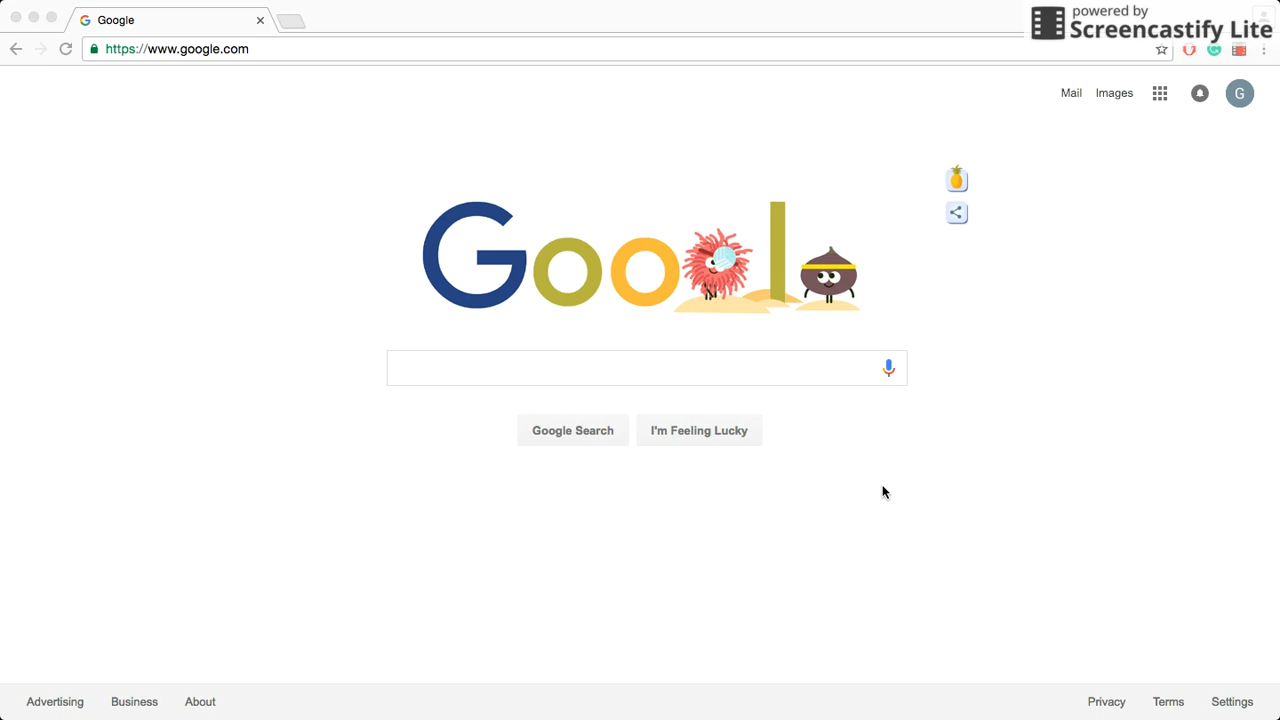 Google
powered by
Screencastify Lite
https://www.google.com
Mail Images G
Googl
Google Search I'm Feeling Lucky
Advertising Business About Privacy Terms Settings